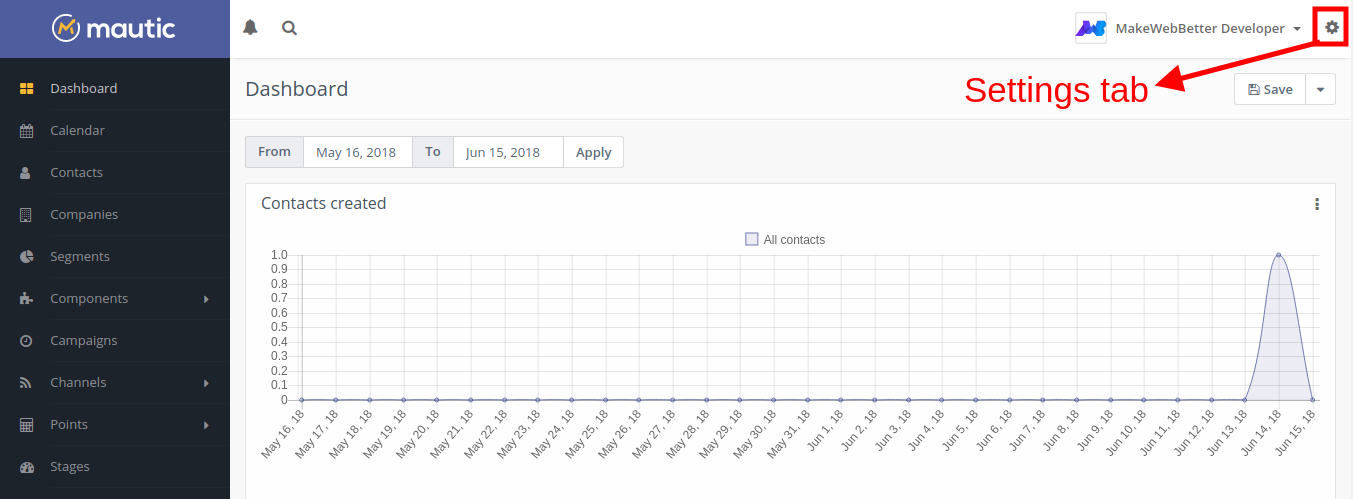 mautic
MakeWebBetter Developer
Dashboard
Calendar
Contacts
Companies
Segments
Components
Campaigns
Channels
Points
Stages
Dashboard
Settings tab
Save
From May 16, 2018 To Jun 15, 2018 Apply
Contacts created
All contacts
1.0
0.9
0.8
0.7
0.6
0.5
0.4
0.3
0.2
0.1
0
May 16, 18
May 17, 18
May 18, 18
May 19, 18
May 20, 18
May 21, 18
May 22, 18
May 23, 18
May 24, 18
May 25, 18
May 26, 18
May 27, 18
May 28, 18
May 29, 18
May 30, 18
May 31, 18
Jun 1, 18
Jun 2, 18
Jun 3, 18
Jun 4, 18
Jun 5, 18
Jun 6, 18
Jun 7, 18
Jun 8, 18
Jun 9, 18
Jun 10, 18
Jun 11, 18
Jun 12, 18
Jun 13, 18
Jun 14, 18
Jun 15, 18